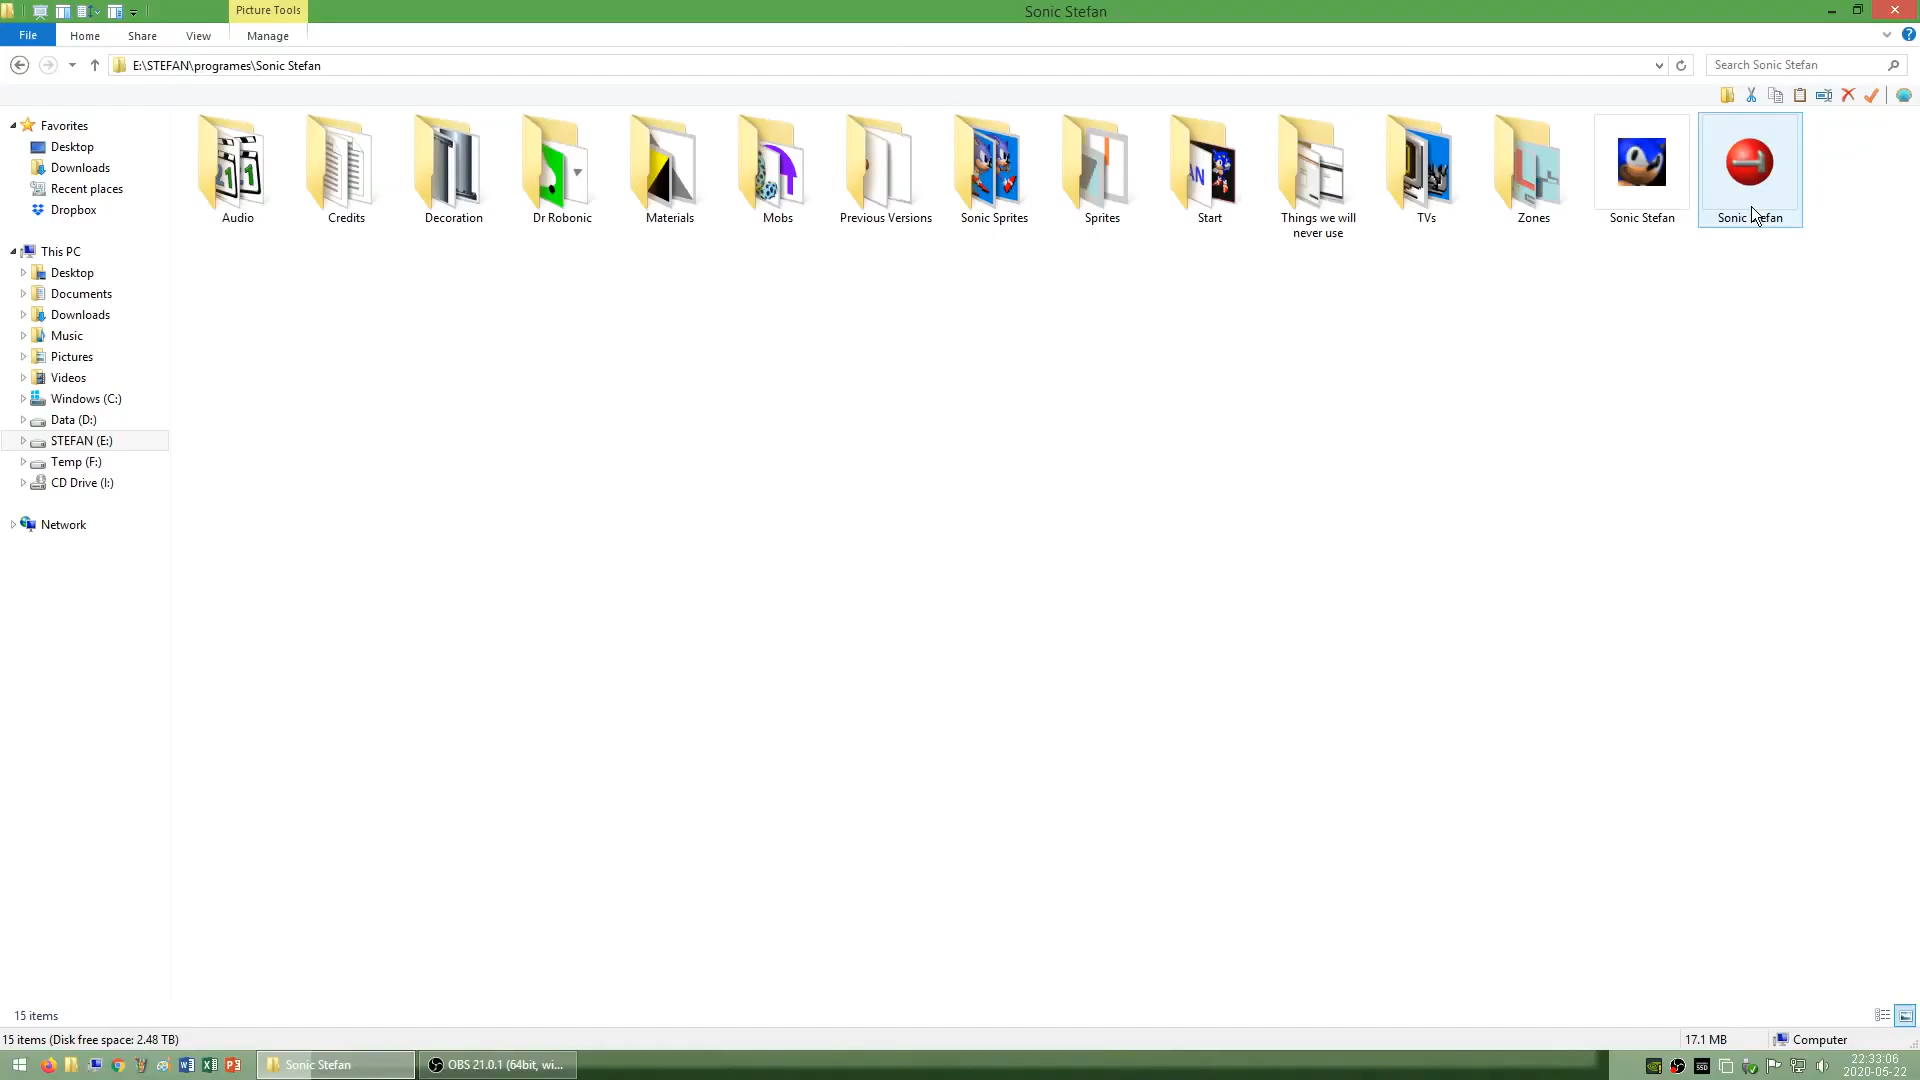 Picture Tools
Sonic Stefan
File
Home
Share
View
Manage
E:\STEFAN\programes\Sonic Stefan
Search Sonic Stefan
Favorites
Desktop
Downloads
Recent places
Dropbox
This PC
Desktop
Documents
Downloads
Music
Pictures
Videos
Windows (C:)
Data (D:)
STEFAN (E:)
Temp (F:)
CD Drive (I:)
Network
Audio
Credits
Decoration
Dr Robonic
Materials
Mobs
Previous Versions
Sonic Sprites
Sprites
Start
Things we will
never use
TVs
Zones
Sonic Stefan
Sonic Stefan
15 items
15 items (Disk free space: 2.48 TB)
17.1 MB
Computer
Sonic Stefan
OBS 21.0.1 (64bit, wi...
22:33:06
2020-05-22